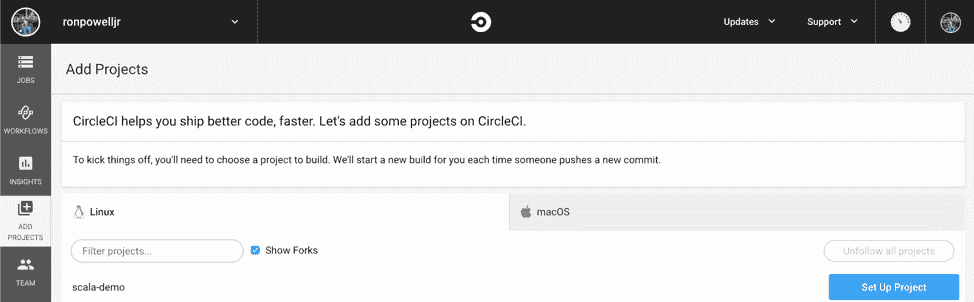 ronpowelljr
Updates
Support
JOBS
WORKFLOWS
INSIGHTS
ADD
PROJECTS
TEAM
Add Projects
CircleCI helps you ship better code, faster. Let's add some projects on CircleCI.
To kick things off, you'll need to choose a project to build. We'll start a new build for you each time someone pushes a new commit.
Linux
macOS
Filter projects...
Show Forks
Unfollow all projects
scala-demo
Set Up Project